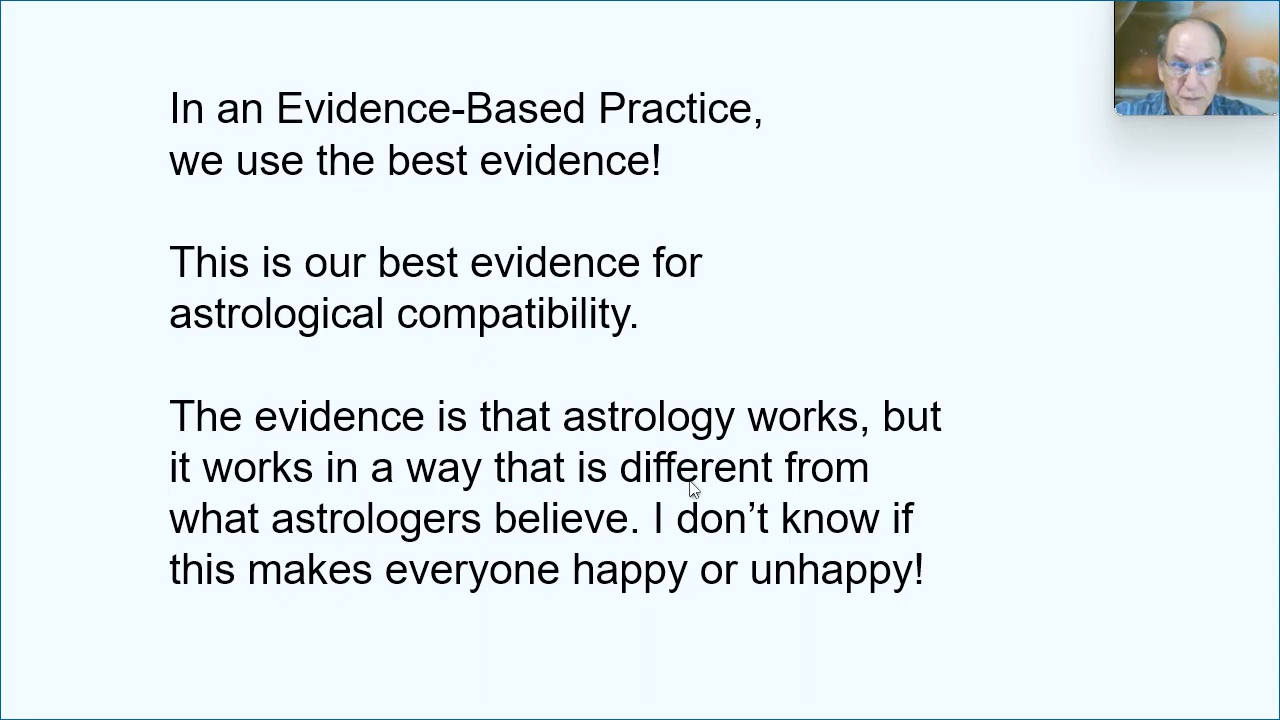 In an Evidence-Based Practice,
we use the best evidence!
This is our best evidence for
astrological compatibility.
The evidence is that astrology works, but
it works in a way that is different from
what astrologers believe. I don’t know if
this makes everyone happy or unhappy!